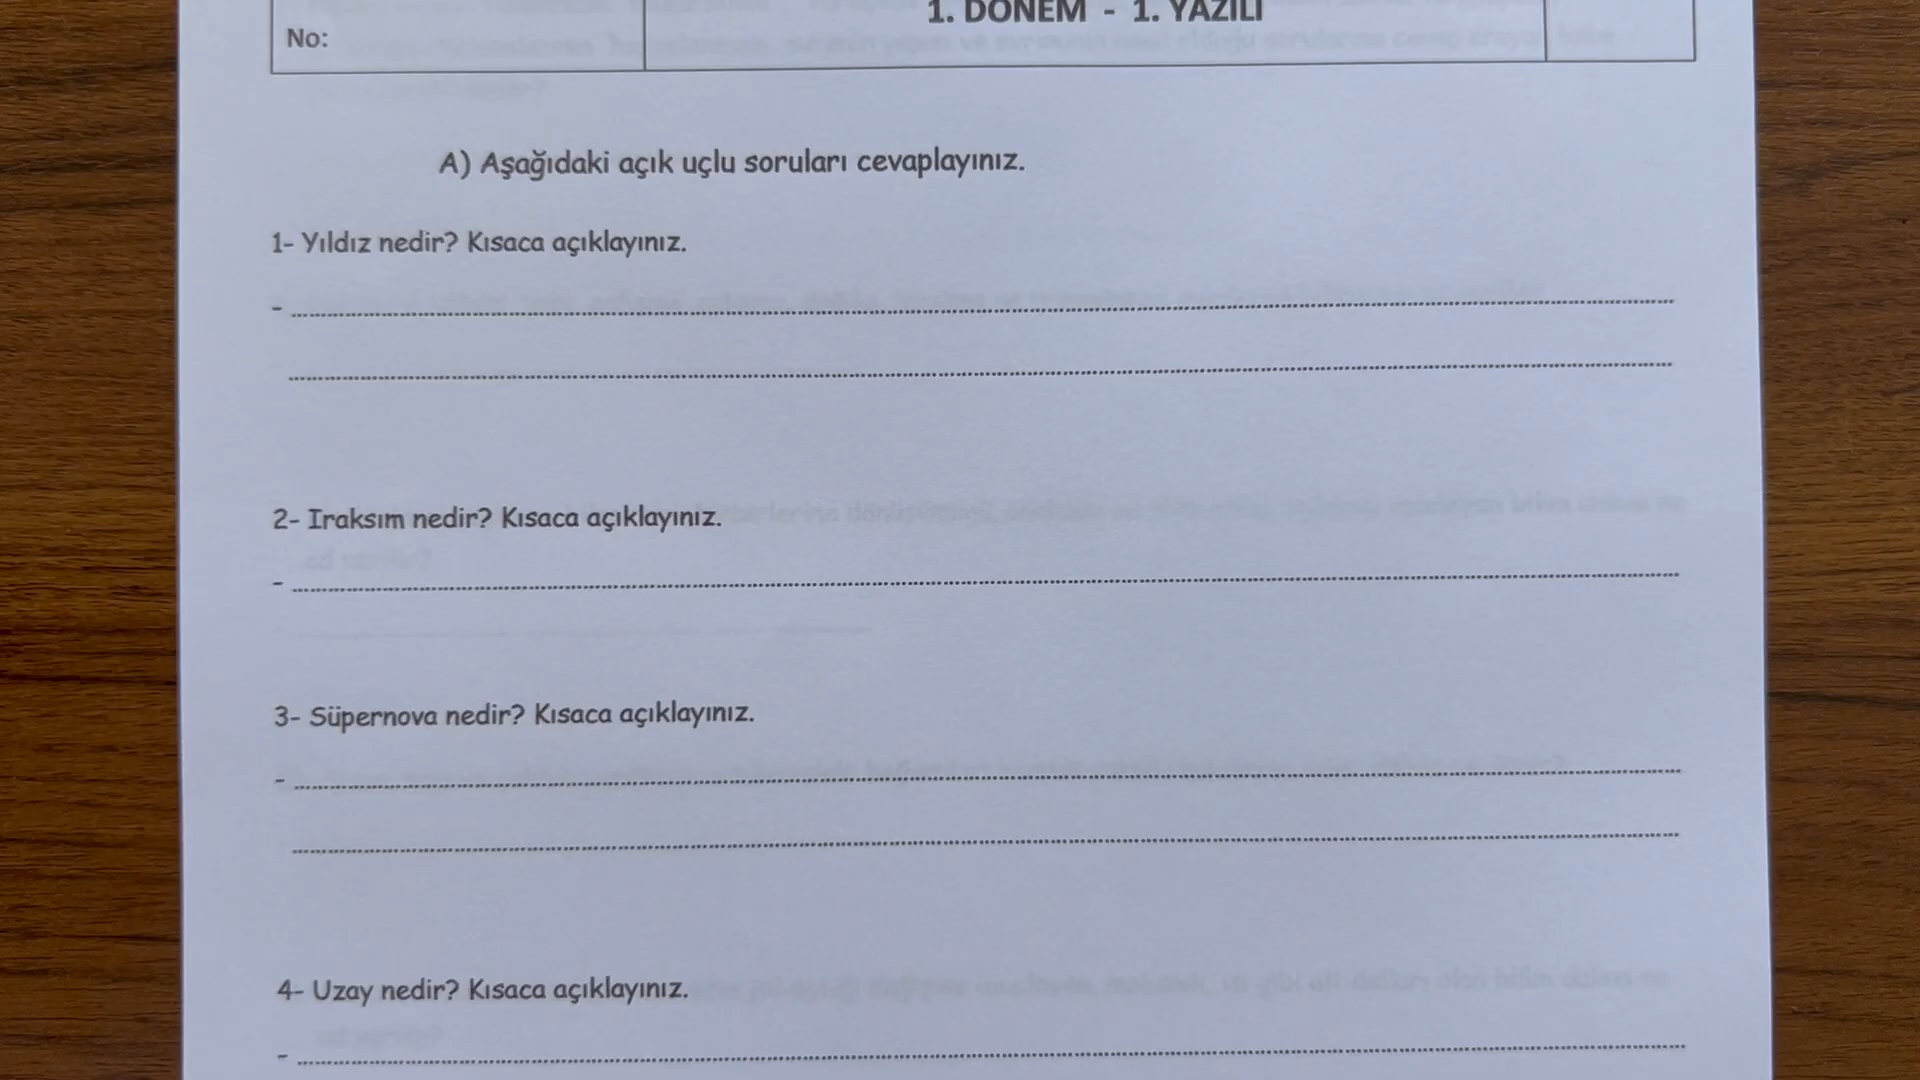 1. DÖNEM - 1. YAZILI
No:
A) Aşağıdaki açık uçlu soruları cevaplayınız.
1- Yıldız nedir? Kısaca açıklayınız.
-
2- Iraksım nedir? Kısaca açıklayınız.
-
3- Süpernova nedir? Kısaca açıklayınız.
-
4- Uzay nedir? Kısaca açıklayınız.
-